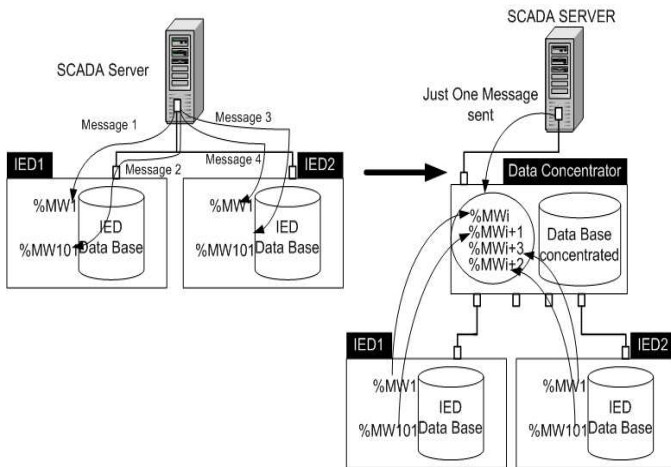 SCADA Server
Message 1
Message 3
Message 2
Message 4
IED1
IED2
%MW1
%MW101
IED
Data Base
%MW1
%MW101
IED
Data Base
SCADA SERVER
Just One Message
sent
Data Concentrator
%MWi
%MWi+1
%MWi+3
%MWi+2
Data Base
concentrated
IED1
IED2
%MW1
%MW101
IED
Data Base
%MW1
%MW101
IED
Data Base